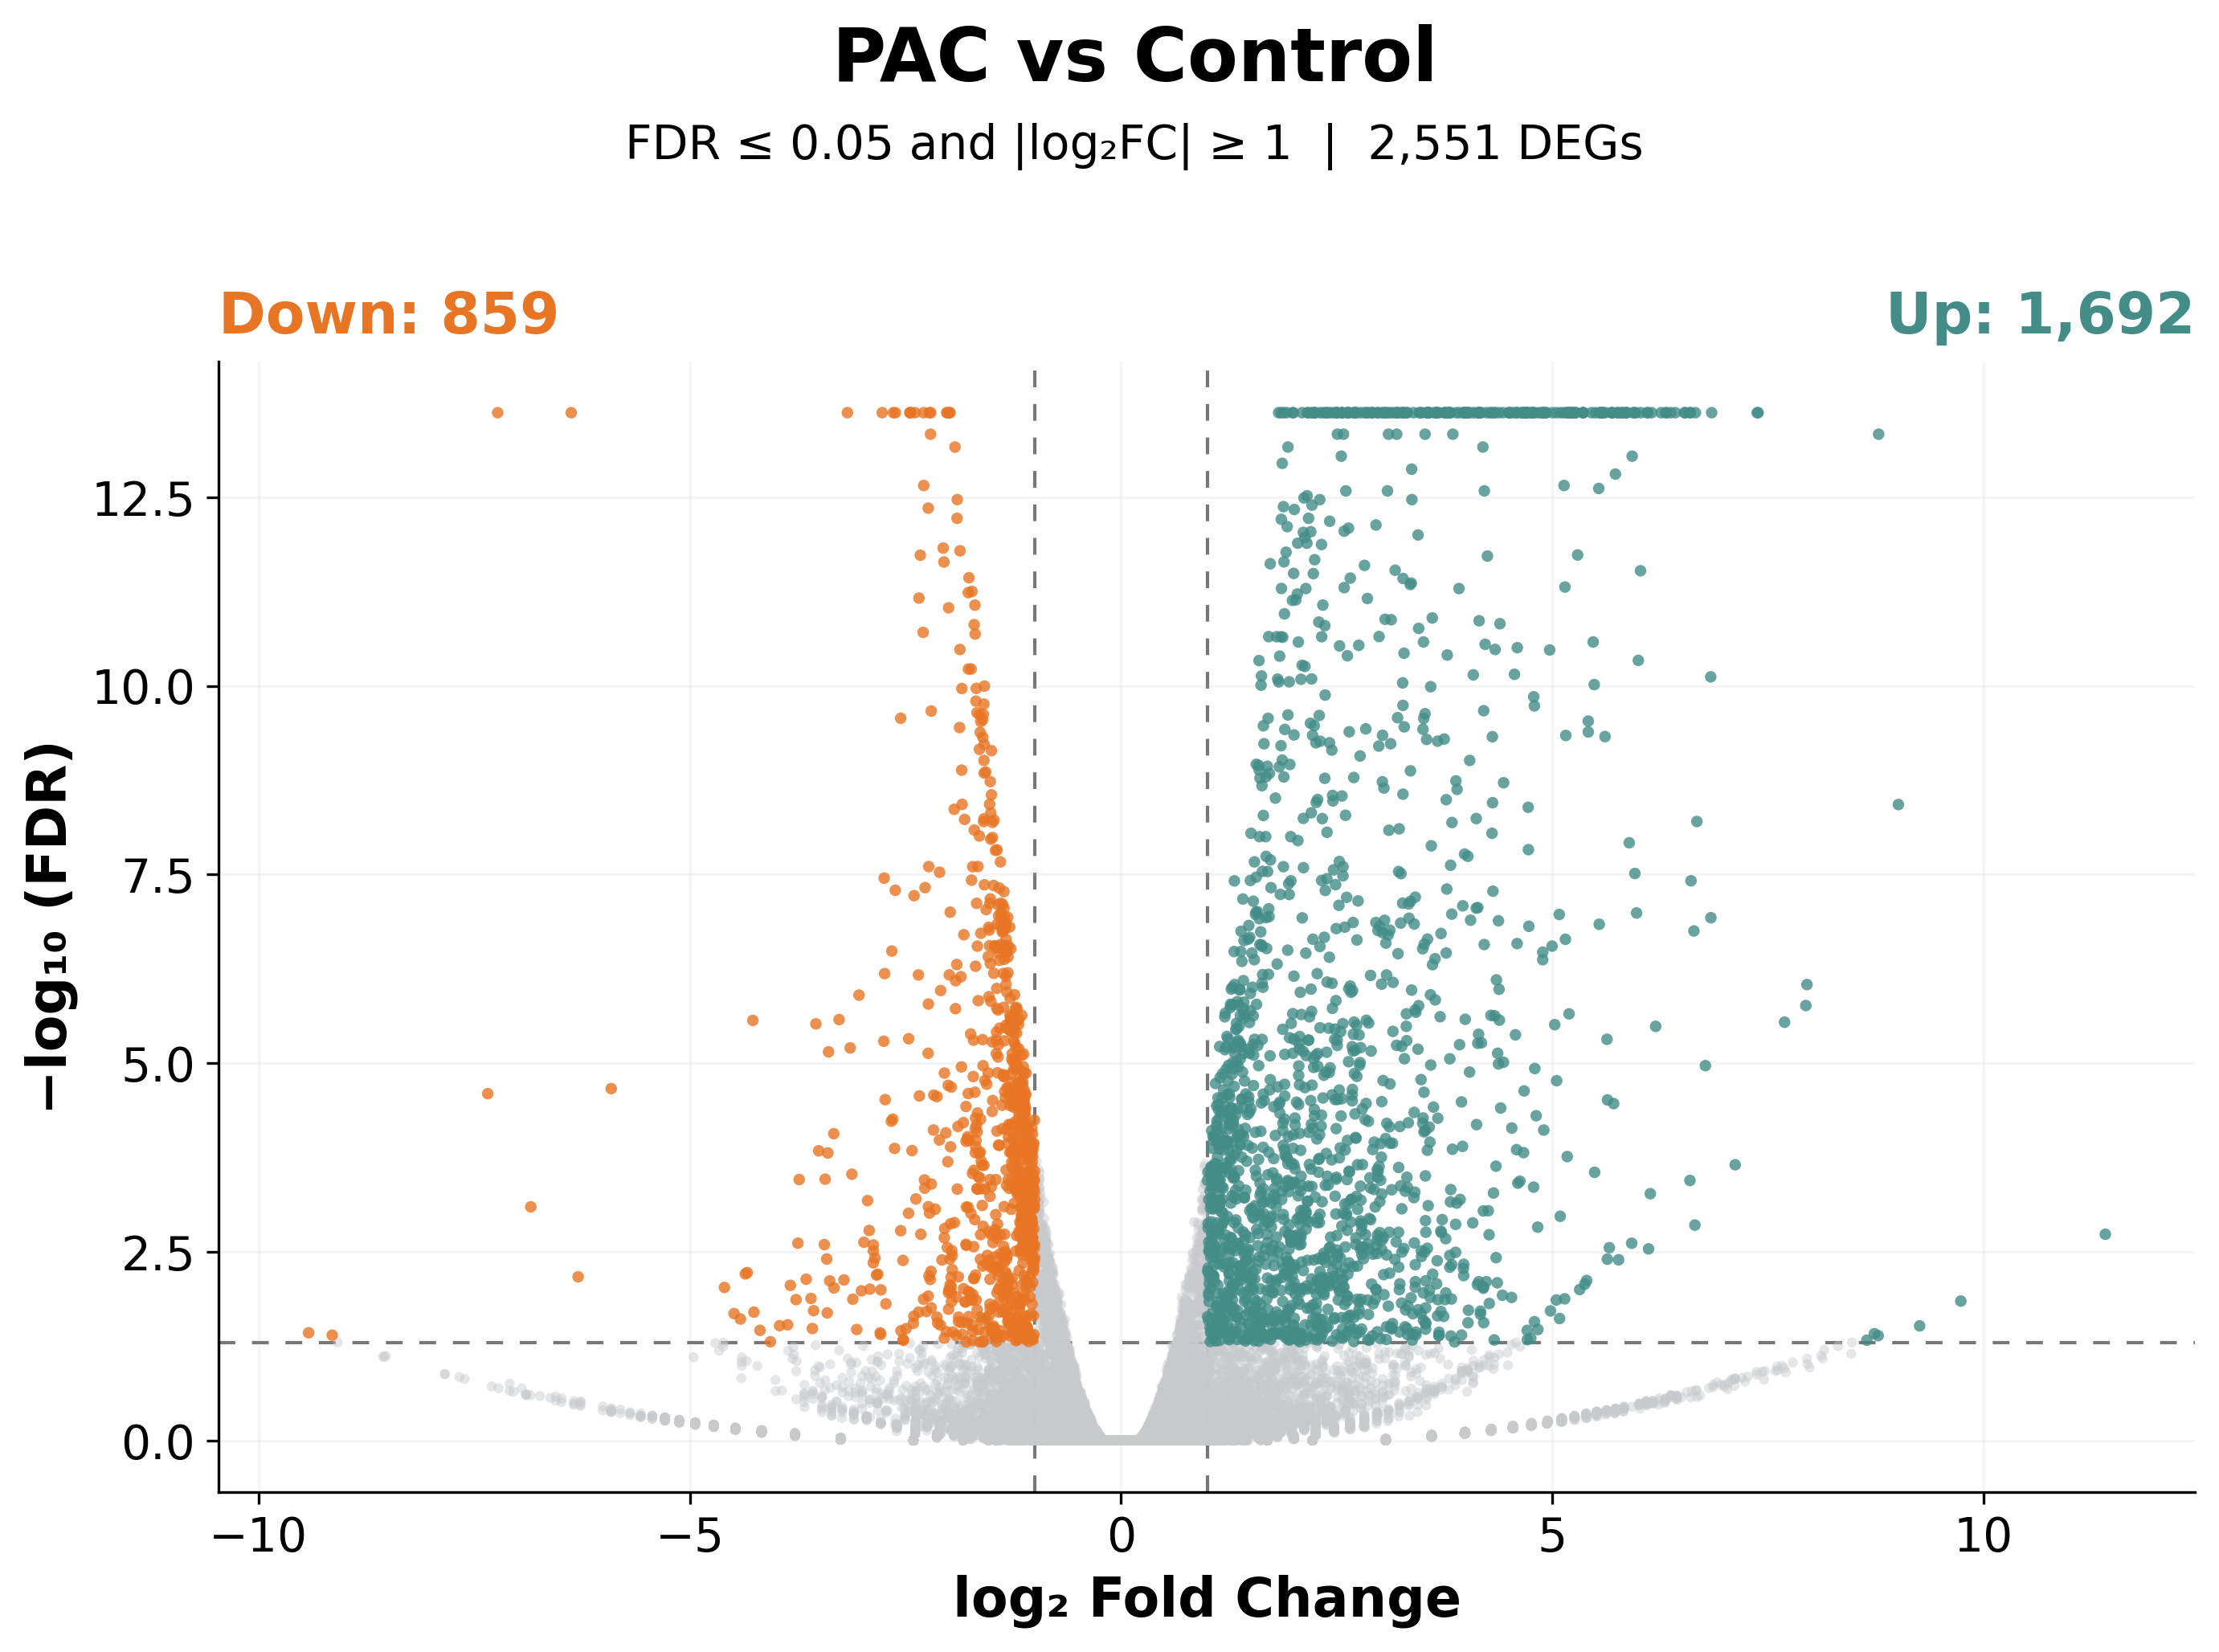 PAC vs Control
FDR ≤ 0.05 and |log₂FC| ≥ 1 | 2,551 DEGs
Down: 859
Up: 1,692
−log₁₀ (FDR)
12.5
10.0
7.5
5.0
2.5
0.0
−10
−5
0
5
10
log₂ Fold Change